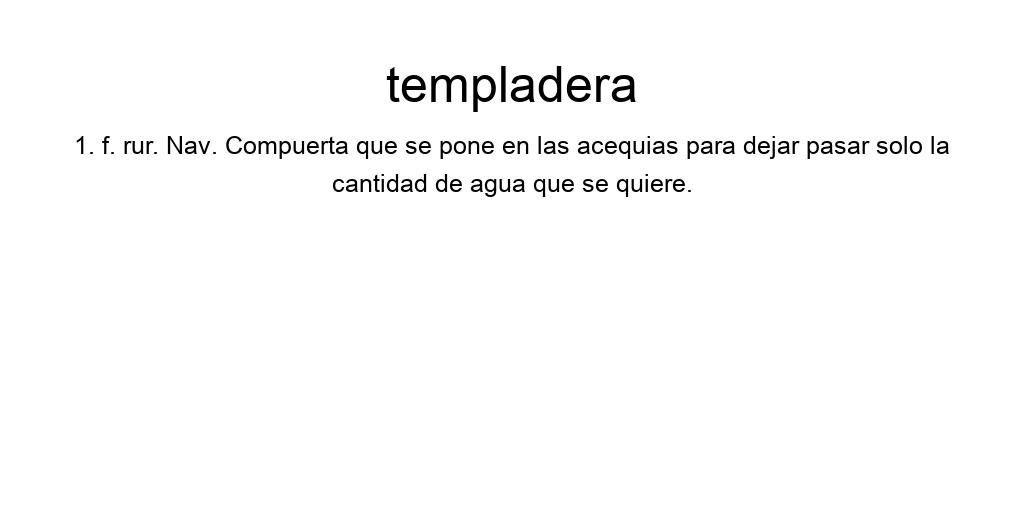 templadera
1. f. rur. Nav. Compuerta que se pone en las acequias para dejar pasar solo la
cantidad de agua que se quiere.